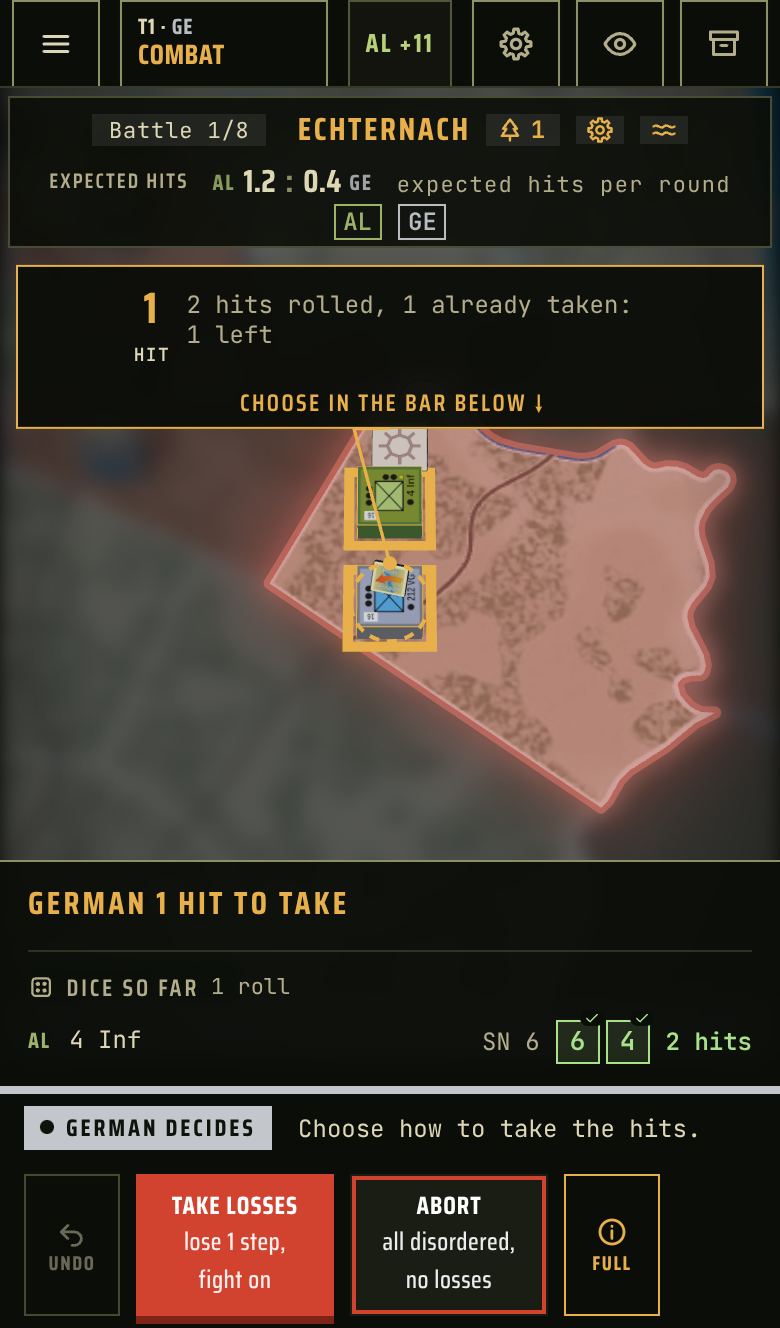 T1 · GE
COMBAT
AL +11
Battle 1/8
ECHTERNACH
1
EXPECTED HITS
AL 1.2 : 0.4 GE
expected hits per round
AL
GE
1
HIT
2 hits rolled, 1 already taken:
1 left
CHOOSE IN THE BAR BELOW ↓
4 Inf
16
212 VG
16
GERMAN 1 HIT TO TAKE
DICE SO FAR 1 roll
AL 4 Inf
SN 6
6
4
2 hits
GERMAN DECIDES
Choose how to take the hits.
UNDO
TAKE LOSSES
lose 1 step,
fight on
ABORT
all disordered,
no losses
FULL